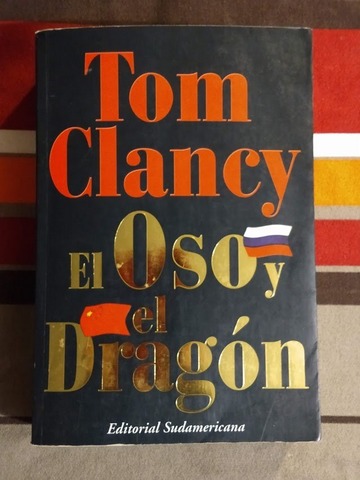 Tom
Clancy
El Oso y
el
Dragón
Editorial Sudamericana